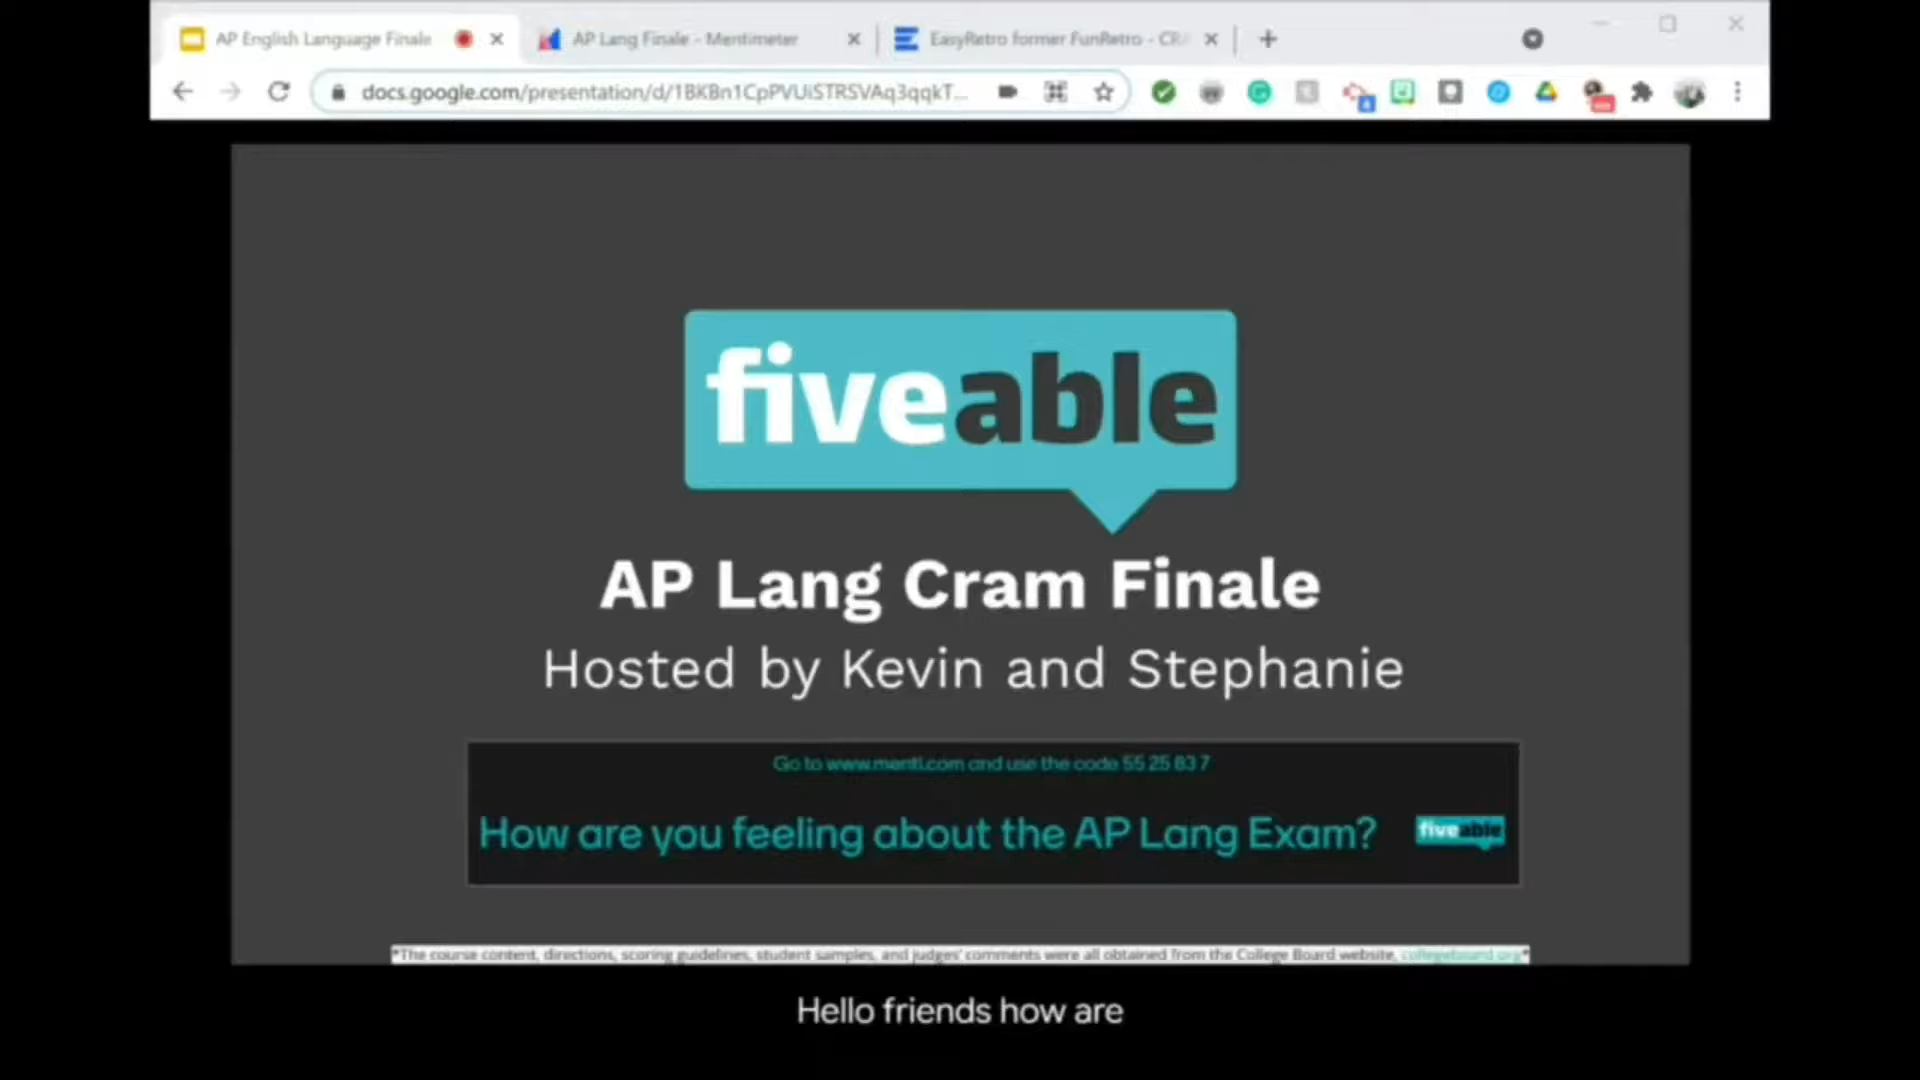 AP English Language Finale
AP Lang Finale - Mentimeter
EasyRetro former FunRetro - CRA
docs.google.com/presentation/d/1BKBn1CpPVUiSTRSVAq3qqkT...
fiveable
AP Lang Cram Finale
Hosted by Kevin and Stephanie
Go to www.menti.com and use the code 55 25 83 7
How are you feeling about the AP Lang Exam?
fiveable
*The course content, directions, scoring guidelines, student samples, and judges' comments were all obtained from the College Board website, collegeboard.org*
Hello friends how are